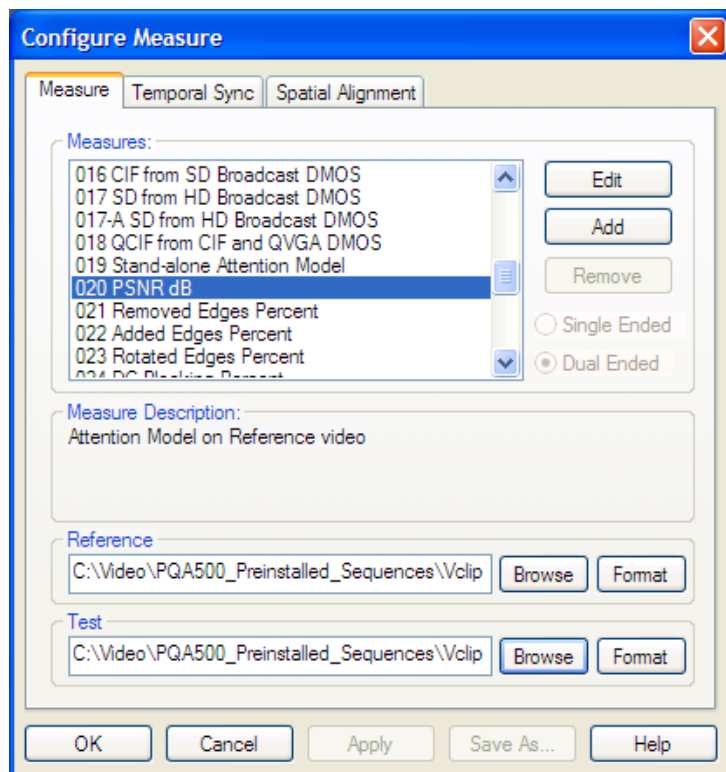 Configure Measure
Measure
Temporal Sync
Spatial Alignment
Measures:
016 CIF from SD Broadcast DMOS
017 SD from HD Broadcast DMOS
017-A SD from HD Broadcast DMOS
018 QCIF from CIF and QVGA DMOS
019 Stand-alone Attention Model
020 PSNR dB
021 Removed Edges Percent
022 Added Edges Percent
023 Rotated Edges Percent
024 DC Blocking Percent
Edit
Add
Remove
Single Ended
Dual Ended
Measure Description:
Attention Model on Reference video
Reference
C:\Video\PQA500_Preinstalled_Sequences\Vclip
Browse
Format
Test
C:\Video\PQA500_Preinstalled_Sequences\Vclip
Browse
Format
OK
Cancel
Apply
Save As...
Help